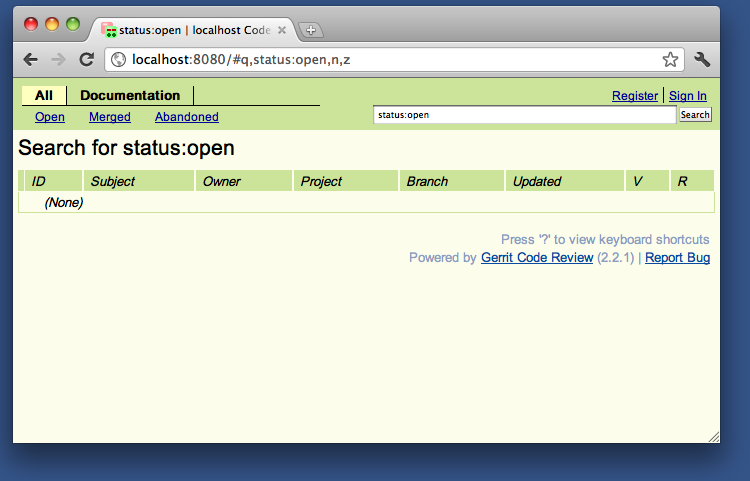 status:open | localhost Code
localhost:8080/#q,status:open,n,z
All Documentation Register Sign In
Open Merged Abandoned status:open Search
Search for status:open
ID Subject Owner Project Branch Updated V R
(None)
Press '?' to view keyboard shortcuts
Powered by Gerrit Code Review (2.2.1) | Report Bug